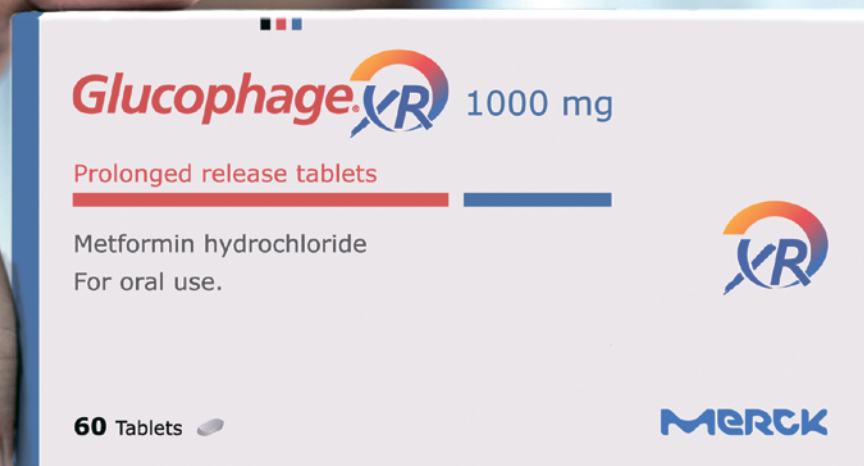 Glucophage® XR 1000 mg
Prolonged release tablets
Metformin hydrochloride
For oral use.
XR
60 Tablets
MERCK